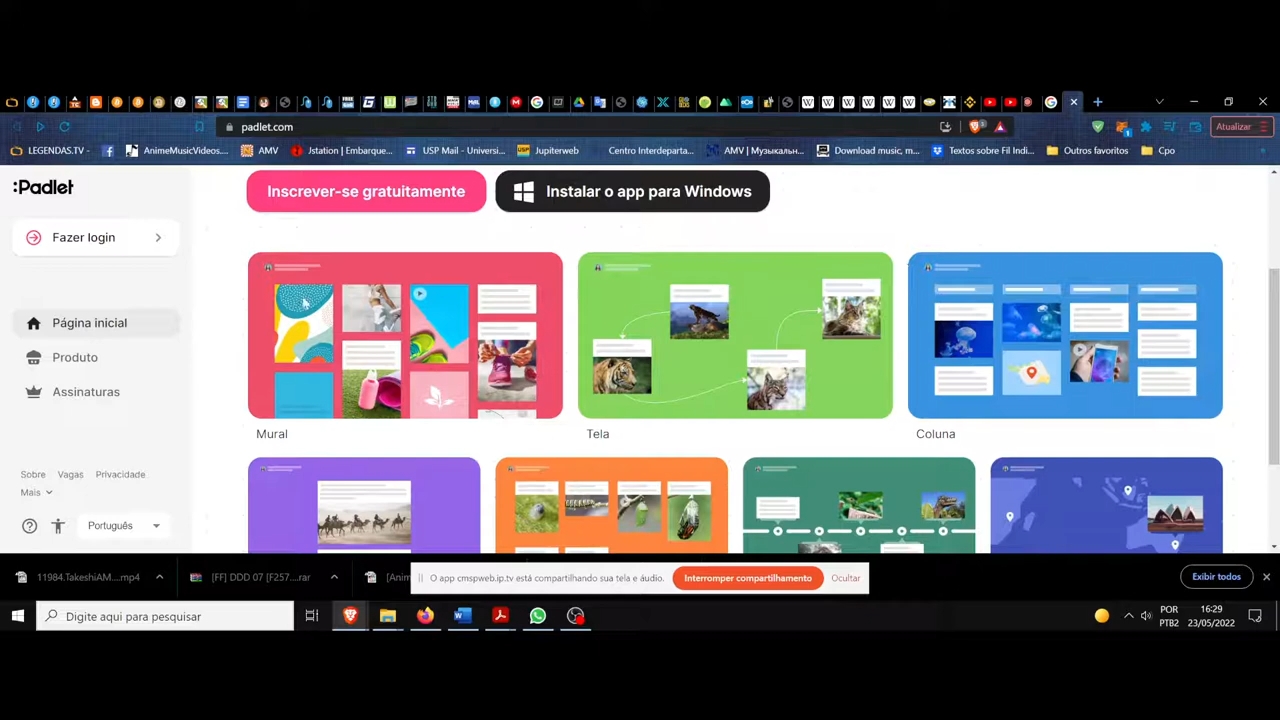 padlet.com
Atualizar
LEGENDAS.TV
AnimeMusicVideos...
AMV
Jstation | Embarque...
USP Mail - Universi...
Jupiterweb
Centro Interdeparta...
AMV | Музыкальн...
Download music, m...
Textos sobre Fil Indi...
Outros favoritos
Cpo
:Padlet
Inscrever-se gratuitamente
Instalar o app para Windows
Fazer login
Página inicial
Produto
Assinaturas
Mural
Tela
Coluna
Sobre Vagas Privacidade
Mais
Português
11984.TakeshiAM....mp4
[FF] DDD 07 [F257....rar
[Ani
O app cmspweb.ip.tv está compartilhando sua tela e áudio.
Interromper compartilhamento
Ocultar
Exibir todos
Digite aqui para pesquisar
POR
PTB2
16:29
23/05/2022